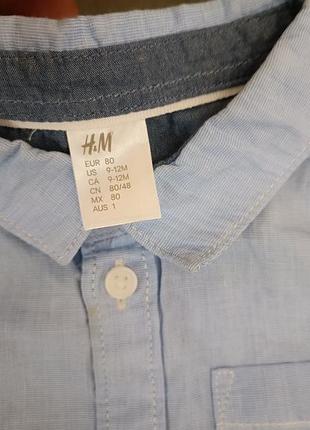 H&M
EUR 80
US 9-12M
CA 9-12M
CN 80/48
MX 80
AUS 1